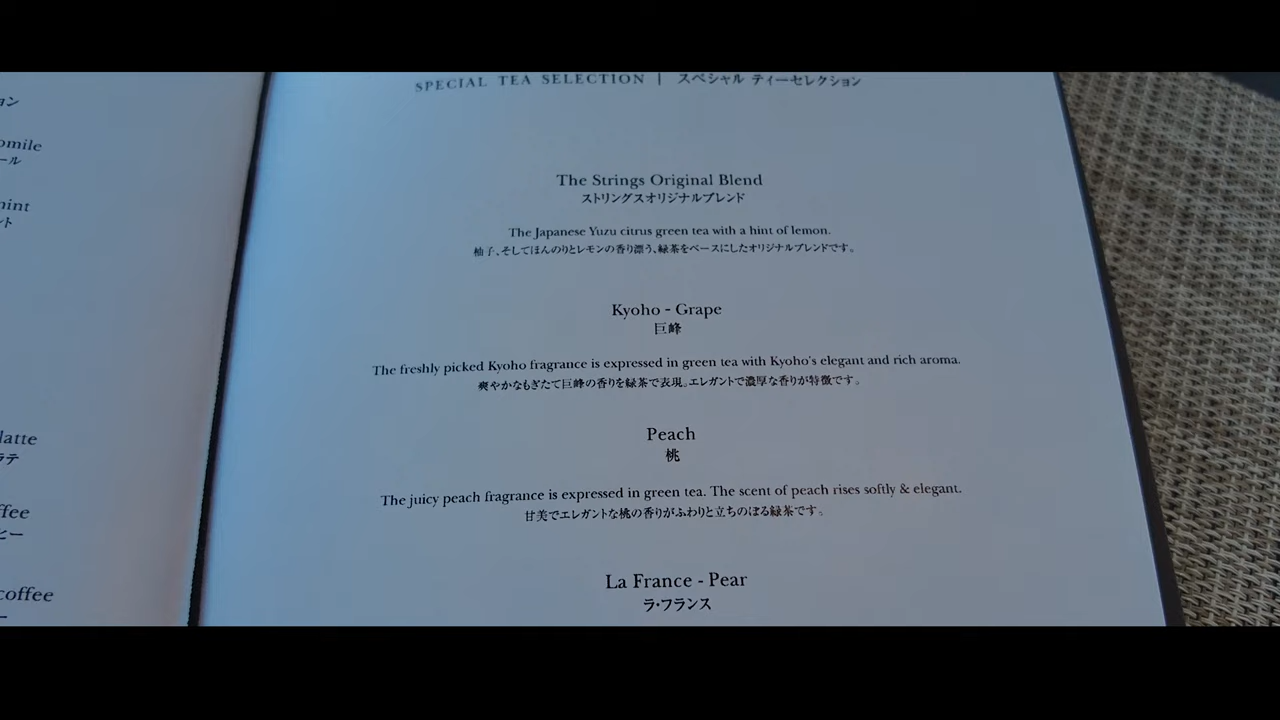 SPECIAL TEA SELECTION | スペシャル ティーセレクション
The Strings Original Blend
ストリングスオリジナルブレンド
The Japanese Yuzu citrus green tea with a hint of lemon.
柚子、そしてほんのりとレモンの香り漂う、緑茶をベースにしたオリジナルブレンドです。
Kyoho - Grape
巨峰
The freshly picked Kyoho fragrance is expressed in green tea with Kyoho's elegant and rich aroma.
爽やかなもぎたて巨峰の香りを緑茶で表現。エレガントで濃厚な香りが特徴です。
Peach
桃
The juicy peach fragrance is expressed in green tea. The scent of peach rises softly & elegant.
甘美でエレガントな桃の香りがふわりと立ちのぼる緑茶です。
La France - Pear
ラ・フランス
coffee